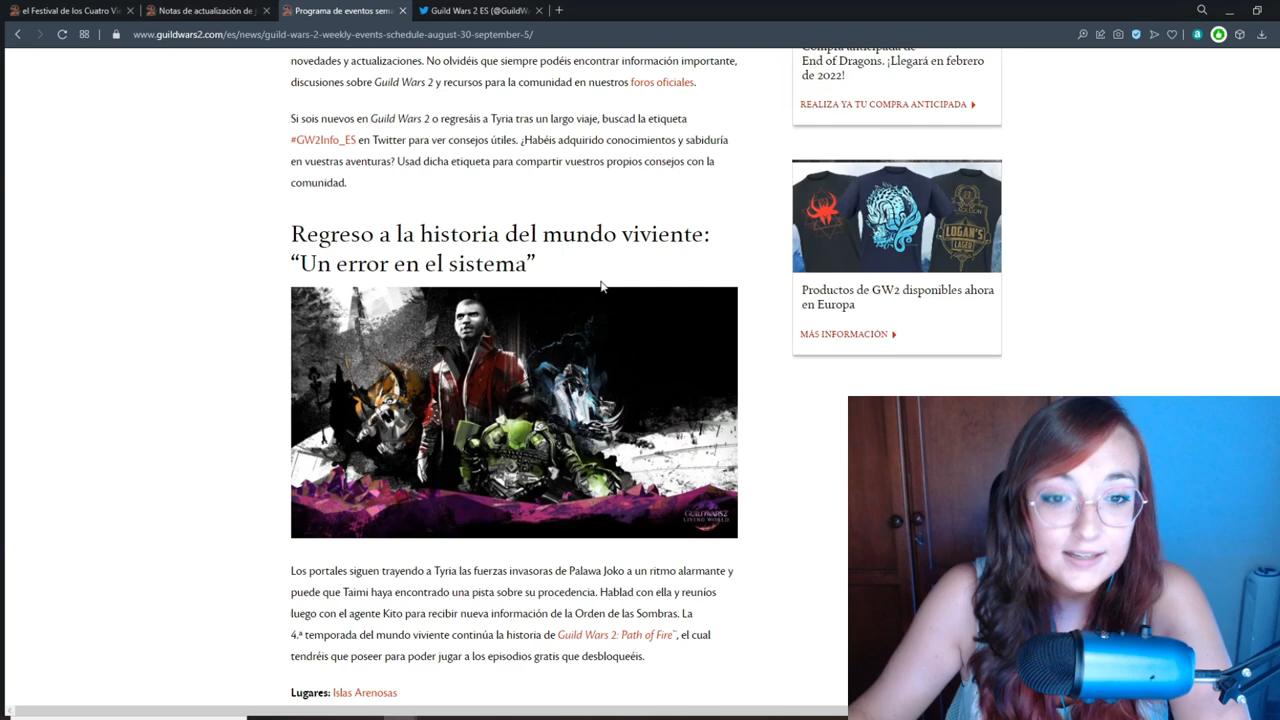 el Festival de los Cuatro Vie
Notas de actualización de j
Programa de eventos sema
Guild Wars 2 ES (@GuildWa
www.guildwars2.com/es/news/guild-wars-2-weekly-events-schedule-august-30-september-5/
novedades y actualizaciones. No olvidéis que siempre podéis encontrar información importante,
discusiones sobre Guild Wars 2 y recursos para la comunidad en nuestros foros oficiales.
Si sois nuevos en Guild Wars 2 o regresáis a Tyria tras un largo viaje, buscad la etiqueta
#GW2Info_ES en Twitter para ver consejos útiles. ¿Habéis adquirido conocimientos y sabiduría
en vuestras aventuras? Usad dicha etiqueta para compartir vuestros propios consejos con la
comunidad.
Regreso a la historia del mundo viviente:
“Un error en el sistema”
GUILD WARS 2
LIVING WORLD
Los portales siguen trayendo a Tyria las fuerzas invasoras de Palawa Joko a un ritmo alarmante y
puede que Taimi haya encontrado una pista sobre su procedencia. Hablad con ella y reuníos
luego con el agente Kito para recibir nueva información de la Orden de las Sombras. La
4.ª temporada del mundo viviente continúa la historia de Guild Wars 2: Path of Fire™, el cual
tendréis que poseer para poder jugar a los episodios gratis que desbloqueéis.
Lugares: Islas Arenosas
Compra anticipada de
End of Dragons. ¡Llegará en febrero
de 2022!
REALIZA YA TU COMPRA ANTICIPADA
LOGAN'S
LAGER
Productos de GW2 disponibles ahora
en Europa
MÁS INFORMACIÓN